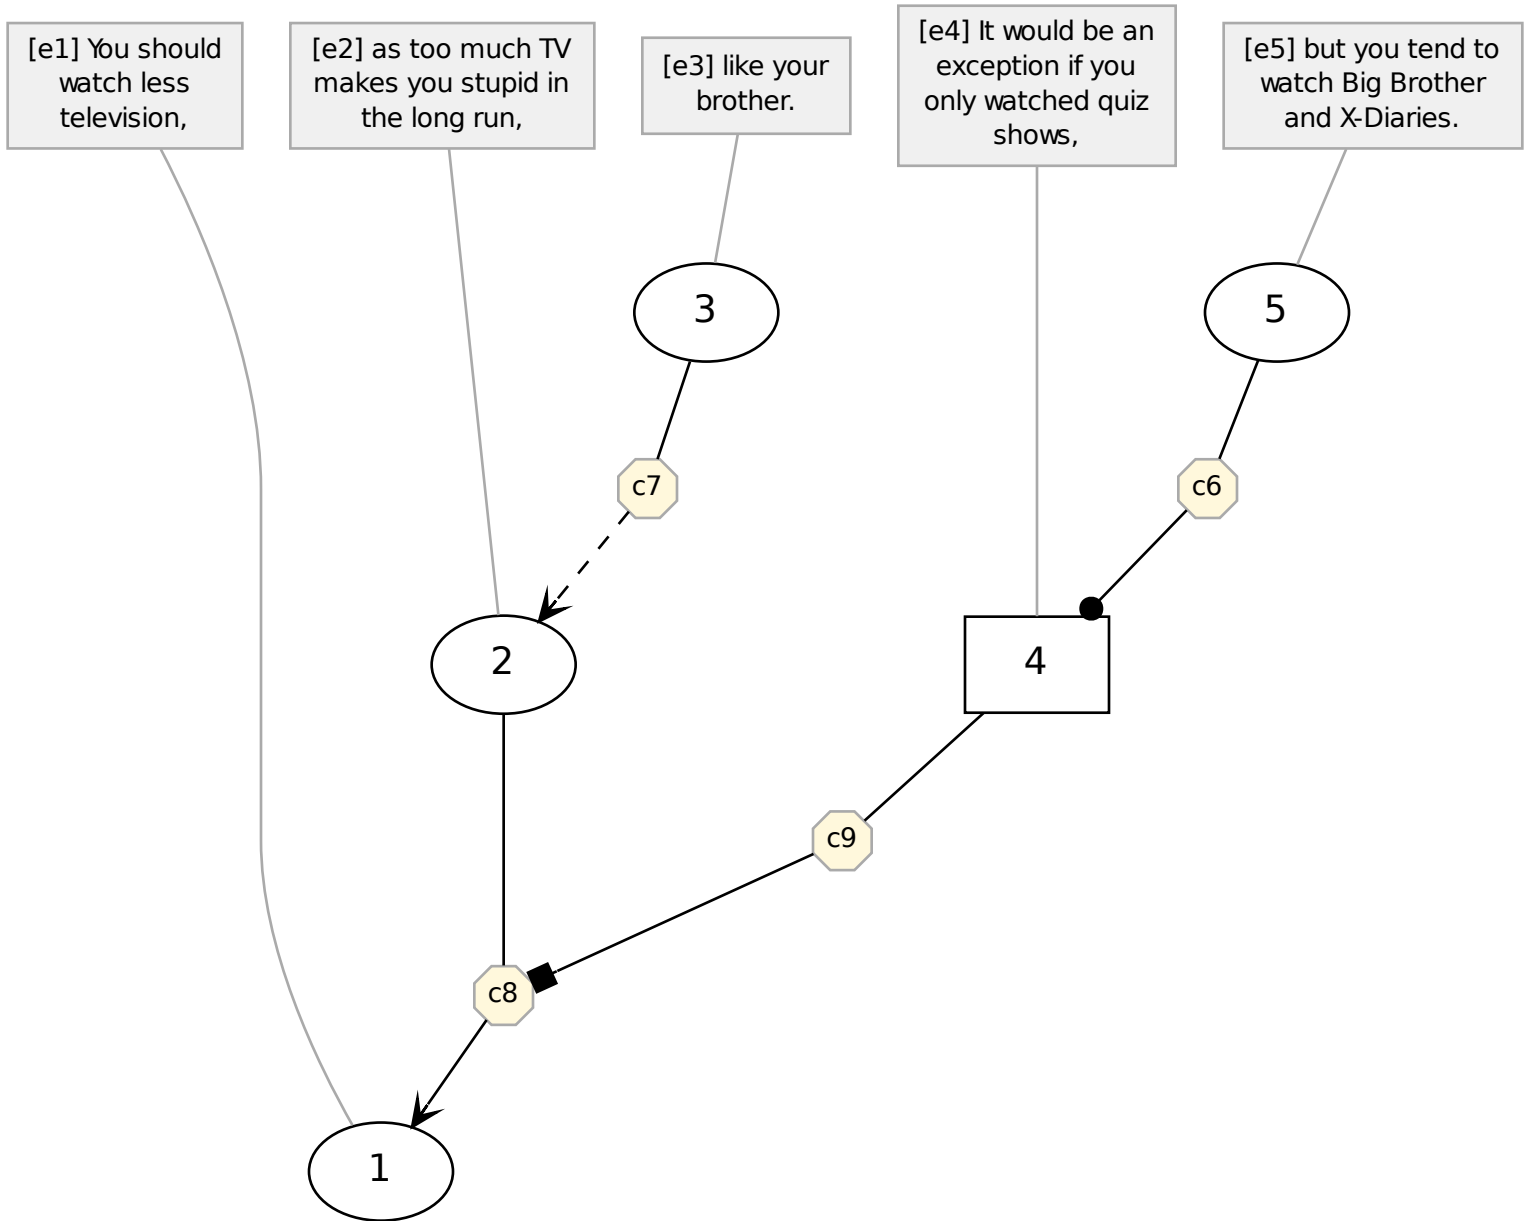 [e1] You should
watch less
television,
[e2] as too much TV
makes you stupid in
the long run,
[e3] like your
brother.
[e4] It would be an
exception if you
only watched quiz
shows,
[e5] but you tend to
watch Big Brother
and X-Diaries.
3
5
c7
c6
2
4
c9
c8
1